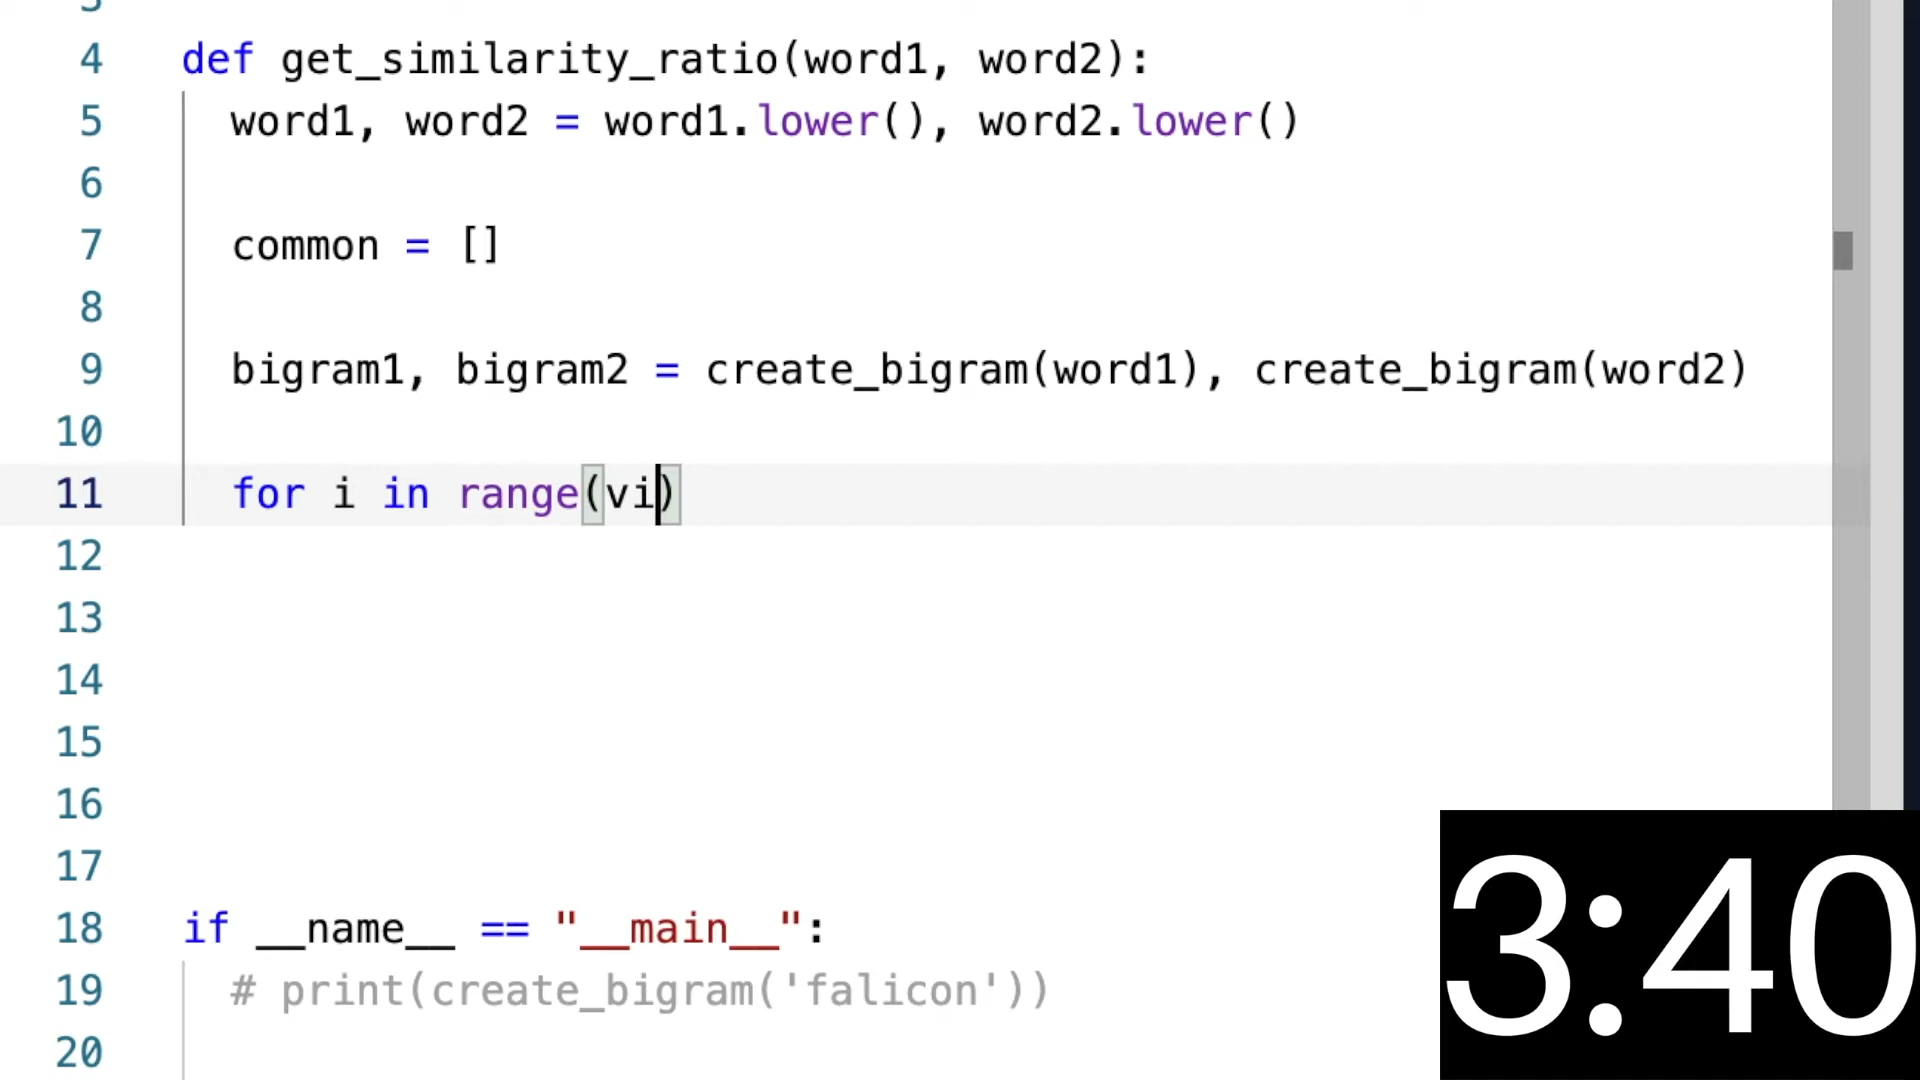 4 def get_similarity_ratio(word1, word2):
5 word1, word2 = word1.lower(), word2.lower()
6
7 common = []
8
9 bigram1, bigram2 = create_bigram(word1), create_bigram(word2)
10
11 for i in range(vi)
12
13
14
15
16
17
18 if __name__ == "__main__":
19 # print(create_bigram('falicon'))
20
3:40